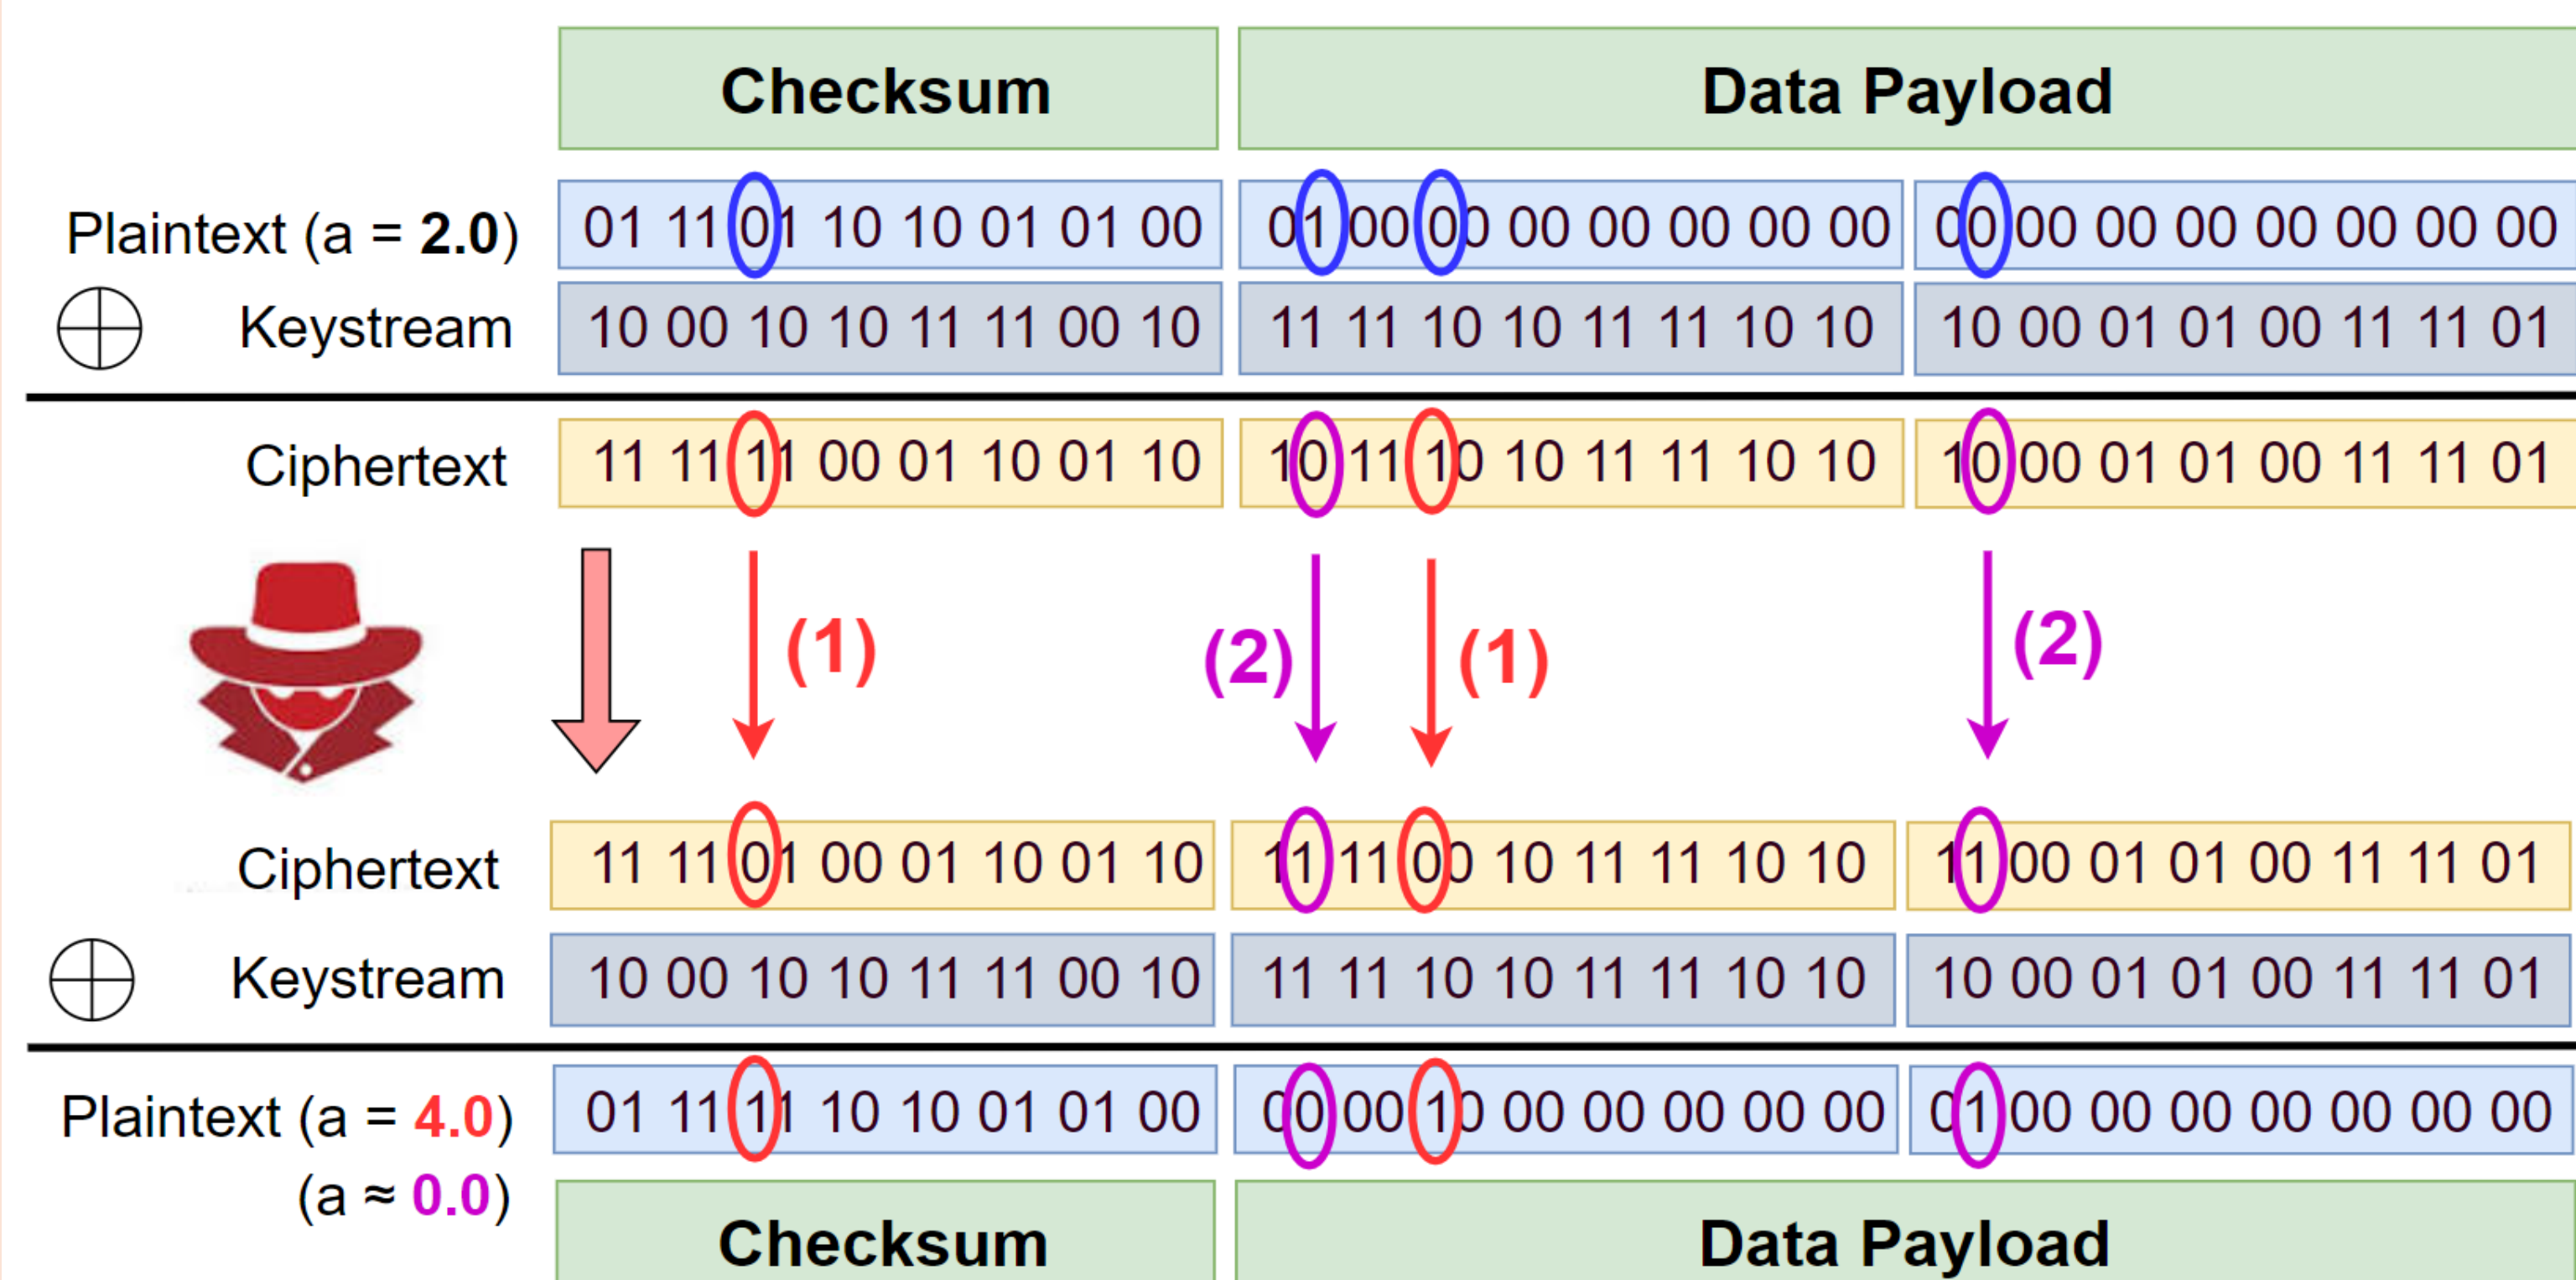 Checksum Data Payload
Plaintext (a = 2.0) 01 11 01 10 10 01 01 00 01 00 00 00 00 00 00 00 00 00 00 00 00 00 00 00
Keystream 10 00 10 10 11 11 00 10 11 11 10 10 11 11 10 10 10 00 01 01 00 11 11 01
Ciphertext 11 11 11 00 01 10 01 10 10 11 10 10 11 11 10 10 10 00 01 01 00 11 11 01
(1) (2) (1) (2)
Ciphertext 11 11 01 00 01 10 01 10 11 11 00 10 11 11 10 10 11 00 01 01 00 11 11 01
Keystream 10 00 10 10 11 11 00 10 11 11 10 10 11 11 10 10 10 00 01 01 00 11 11 01
Plaintext (a = 4.0) 01 11 11 10 10 01 01 00 00 00 10 00 00 00 00 00 01 00 00 00 00 00 00 00
(a ≈ 0.0)
Checksum Data Payload